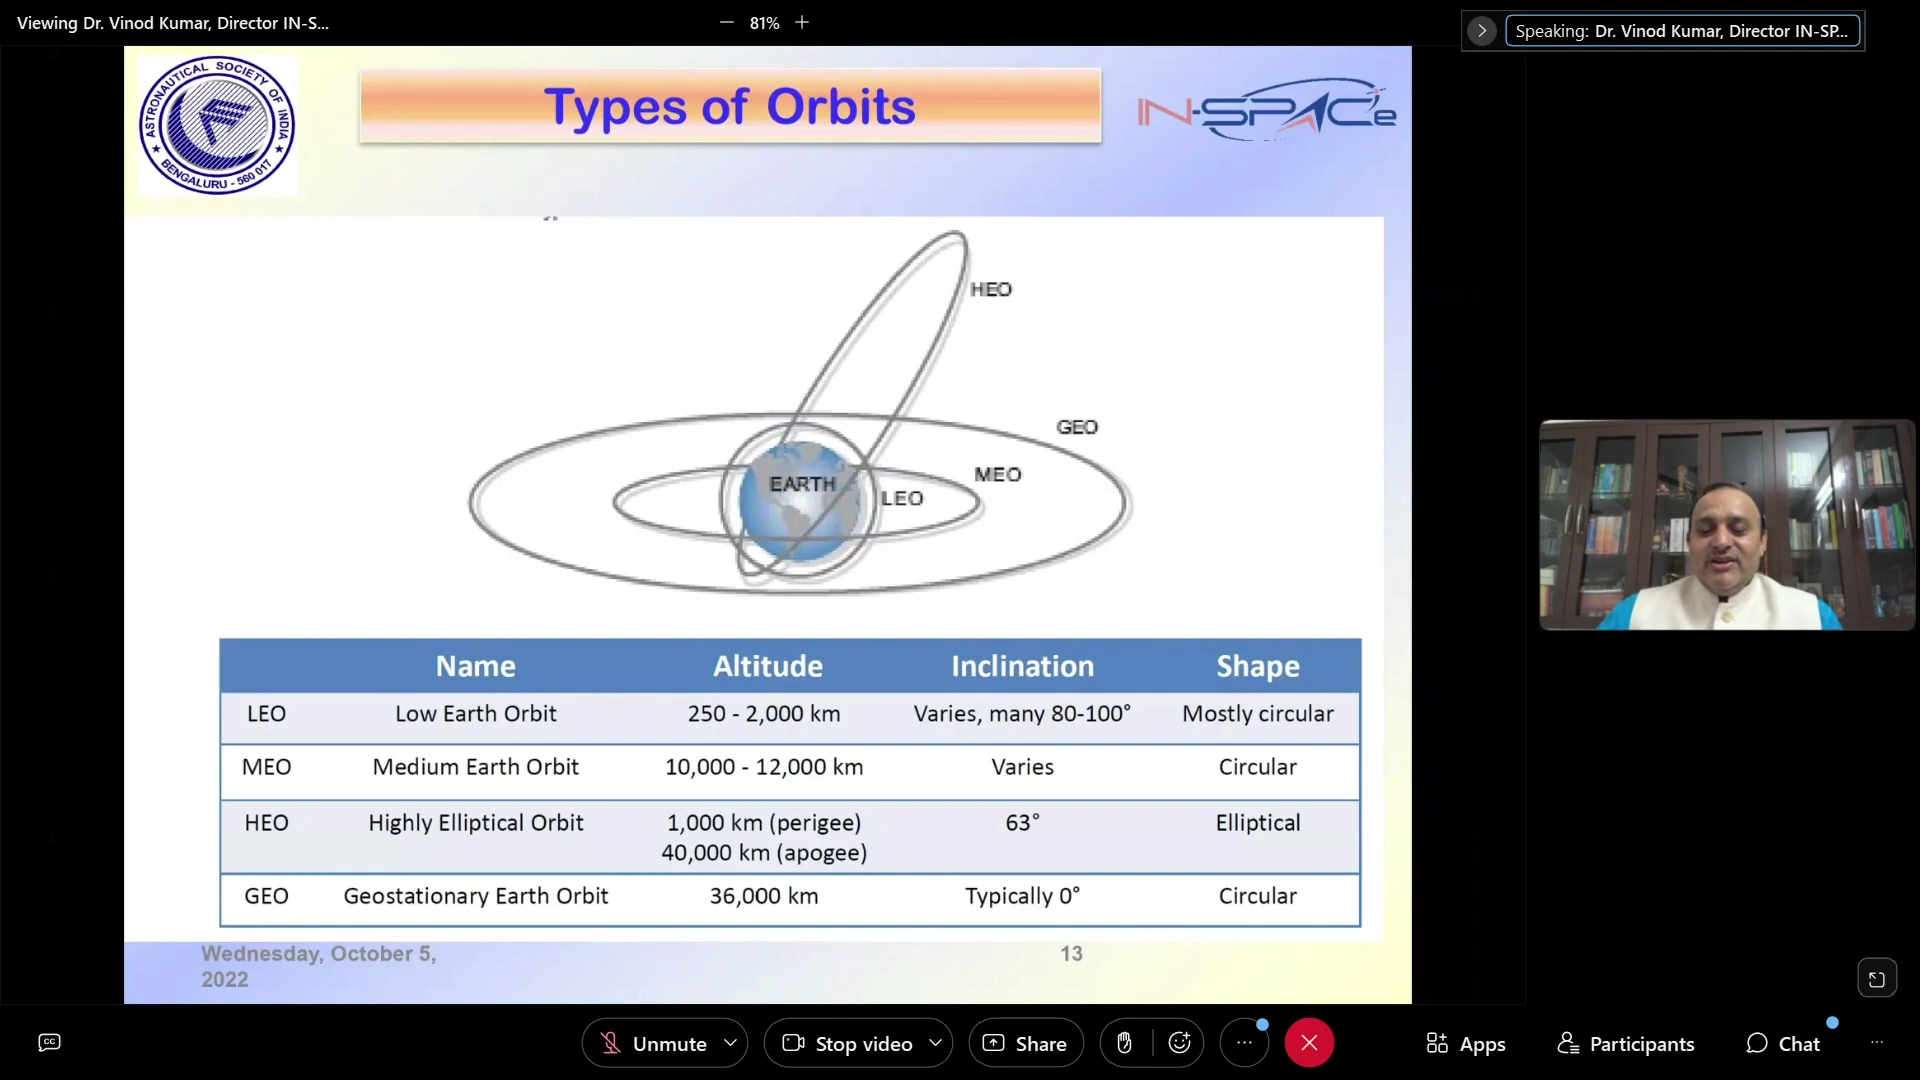 Viewing Dr. Vinod Kumar, Director IN-S...
81%
Speaking: Dr. Vinod Kumar, Director IN-SP...
ASTRONAUTICAL SOCIETY OF INDIA
BENGALURU - 560 017
Types of Orbits
IN-SPACe
HEO
GEO
MEO
EARTH
LEO
Name Altitude Inclination Shape
LEO Low Earth Orbit 250 - 2,000 km Varies, many 80-100° Mostly circular
MEO Medium Earth Orbit 10,000 - 12,000 km Varies Circular
HEO Highly Elliptical Orbit 1,000 km (perigee) 63° Elliptical
40,000 km (apogee)
GEO Geostationary Earth Orbit 36,000 km Typically 0° Circular
Wednesday, October 5, 13
2022
CC Unmute Stop video Share Apps Participants Chat